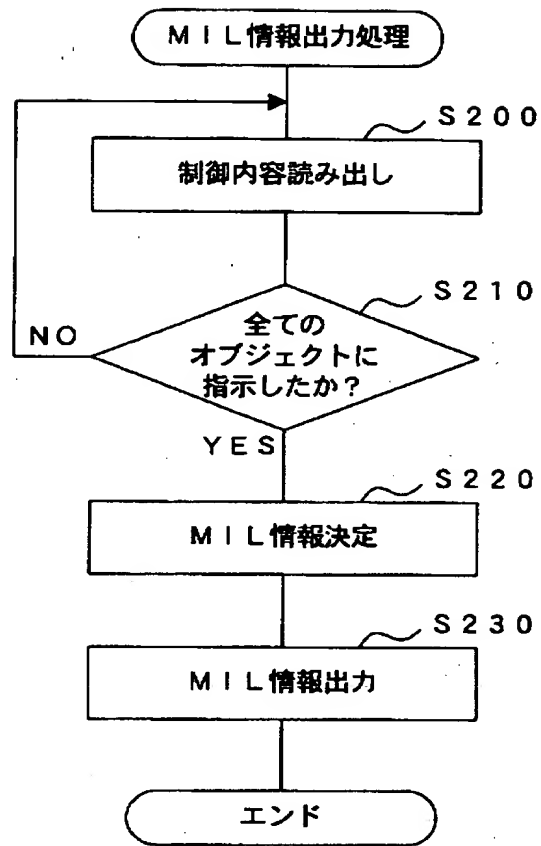 MIL情報出力処理
S200
制御内容読み出し
S210
全ての
オブジェクトに
指示したか？
NO
YES
S220
MIL情報決定
S230
MIL情報出力
エンド